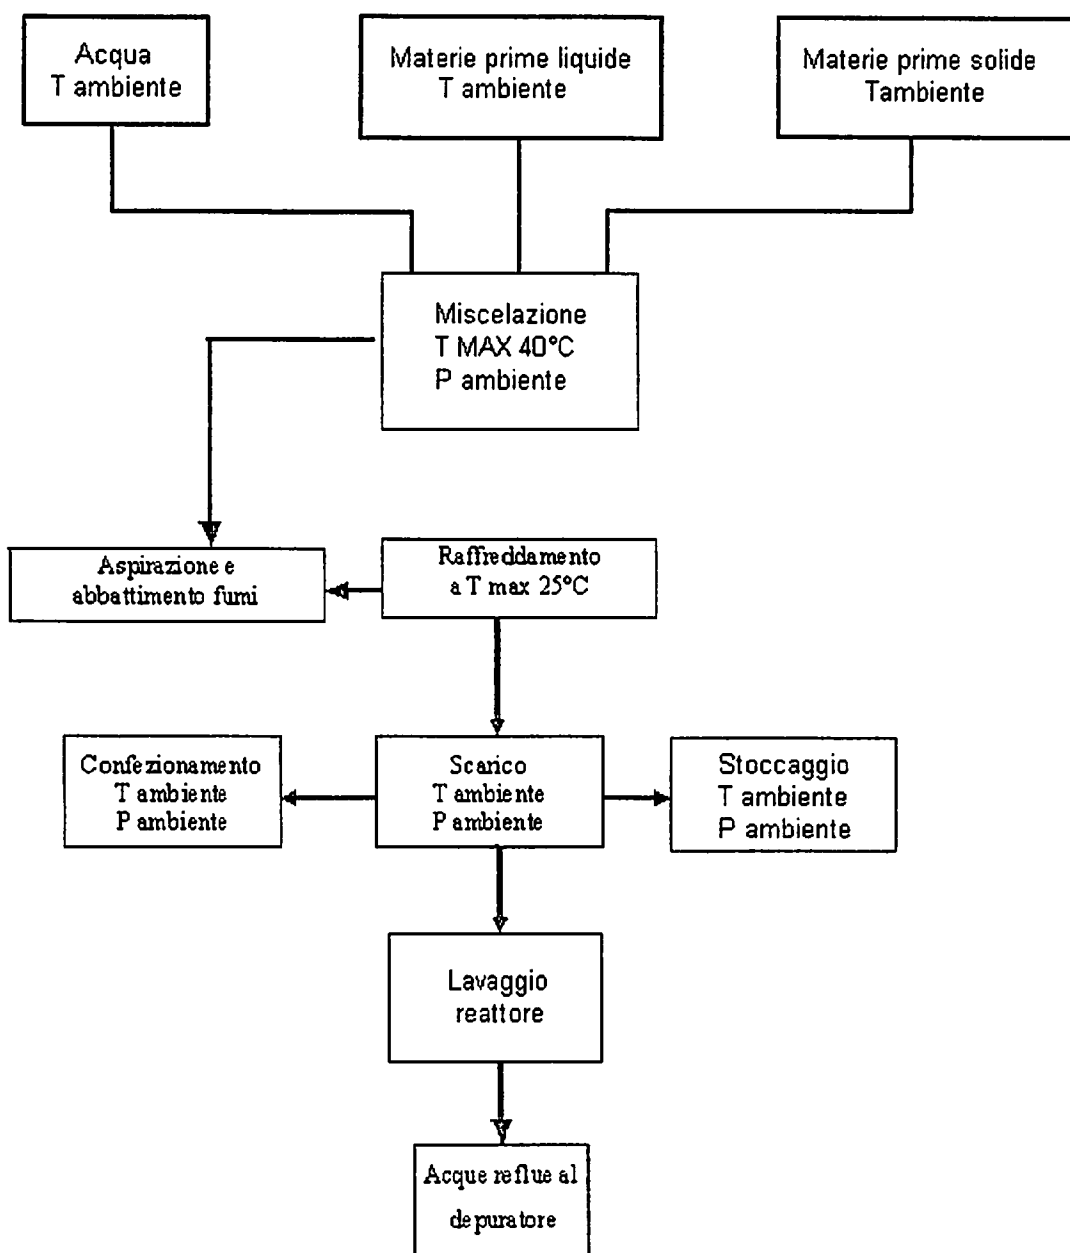 Acqua
T ambiente
Materie prime liquide
T ambiente
Materie prime solide
Tambiente
Miscelazione
T MAX 40°C
P ambiente
Aspirazione e
abbattimento fumi
Raffreddamento
a T max 25°C
Confezionamento
T ambiente
P ambiente
Scarico
T ambiente
P ambiente
Stoccaggio
T ambiente
P ambiente
Lavaggio
reattore
Acque reflue al
depuratore